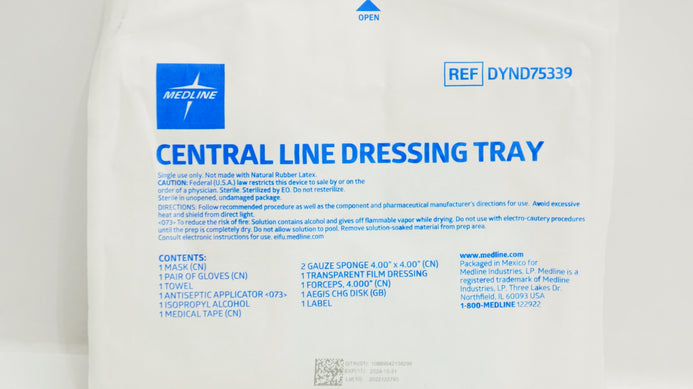 OPEN
MEDLINE
REF DYND75339
CENTRAL LINE DRESSING TRAY
Single use only. Not made with Natural Rubber Latex.
CAUTION: Federal (U.S.A.) law restricts this device to sale by or on the
order of a physician. Sterile. Sterilized by EO. Do not resterilize.
Sterile in unopened, undamaged package.
DIRECTIONS: Follow recommended procedure as well as the component and pharmaceutical manufacturer's directions for use. Avoid excessive
heat and shield from direct light.
<073> To reduce the risk of fire: Solution contains alcohol and gives off flammable vapor while drying. Do not use with electro-cautery procedures
until the prep is completely dry. Do not allow solution to pool. Remove solution-soaked material from prep area.
Consult electronic instructions for use. eifu.medline.com
CONTENTS:
1 MASK (CN)
1 PAIR OF GLOVES (CN)
1 TOWEL
1 ANTISEPTIC APPLICATOR <073>
1 ISOPROPYL ALCOHOL
1 MEDICAL TAPE (CN)
2 GAUZE SPONGE 4.00" x 4.00" (CN)
1 TRANSPARENT FILM DRESSING
1 FORCEPS, 4.000" (CN)
1 AEGIS CHG DISK (GB)
1 LABEL
www.medline.com
Packaged in Mexico for
Medline Industries, LP. Medline is a
registered trademark of Medline
Industries, LP, Three Lakes Dr.
Northfield, IL 60093 USA
1-800-MEDLINE 122922